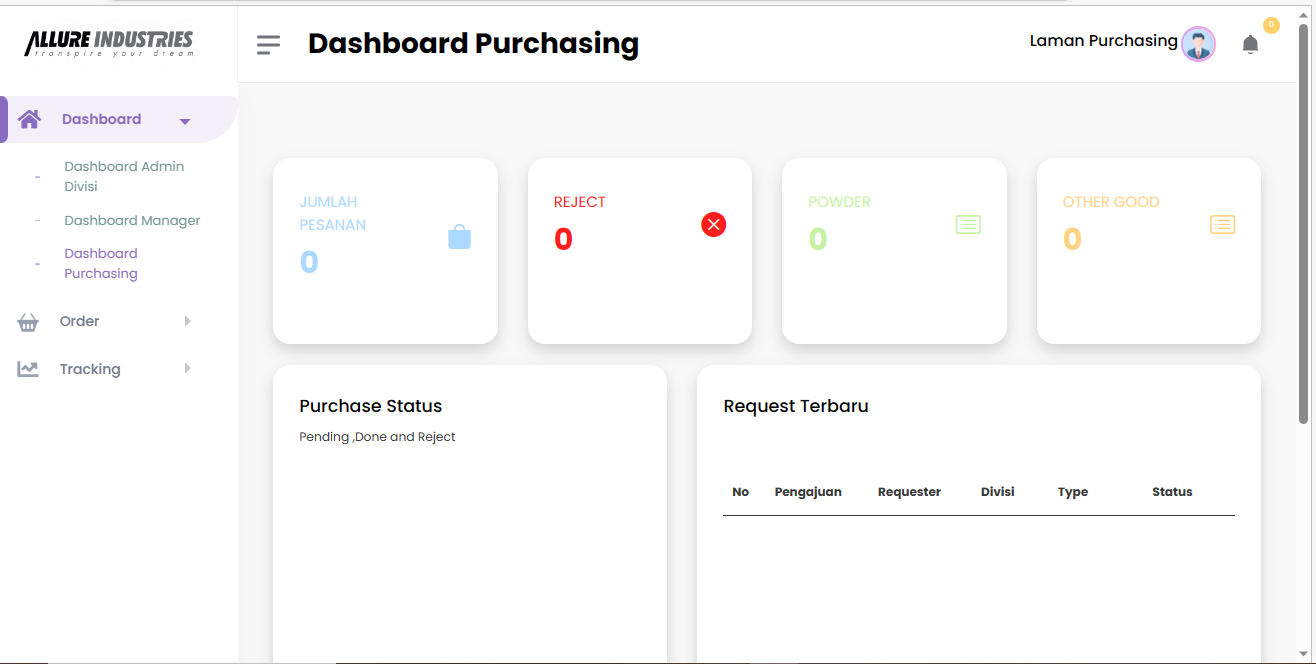 ALLURE INDUSTRIES
transpire your dream
Dashboard Purchasing
Laman Purchasing
0
Dashboard
- Dashboard Admin
Divisi
- Dashboard Manager
- Dashboard
Purchasing
Order
Tracking
JUMLAH
PESANAN
0
REJECT
0
POWDER
0
OTHER GOOD
0
Purchase Status
Pending ,Done and Reject
Request Terbaru
No Pengajuan Requester Divisi Type Status